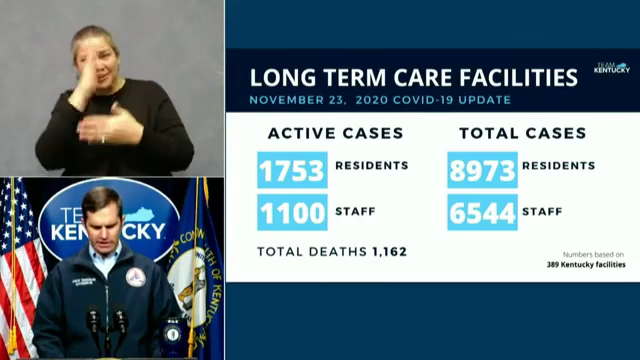 TEAM
KENTUCKY
LONG TERM CARE FACILITIES
NOVEMBER 23, 2020 COVID-19 UPDATE
ACTIVE CASES
1753 RESIDENTS
1100 STAFF
TOTAL DEATHS 1,162
TOTAL CASES
8973 RESIDENTS
6544 STAFF
Numbers based on
389 Kentucky facilities
TEAM
KENTUCKY